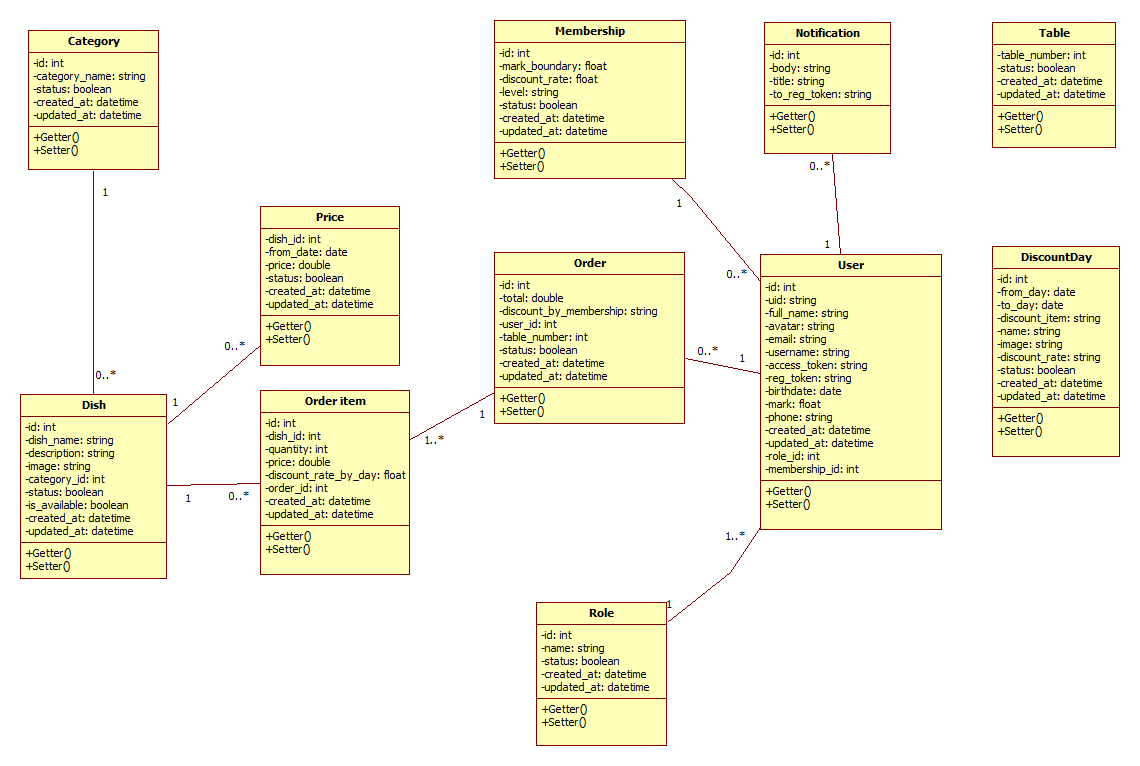 Category
-id: int
-category_name: string
-status: boolean
-created_at: datetime
-updated_at: datetime
+Getter()
+Setter()
1
0..*
Membership
-id: int
-mark_boundary: float
-discount_rate: float
-level: string
-status: boolean
-created_at: datetime
-updated_at: datetime
+Getter()
+Setter()
1
0..*
Notification
-id: int
-body: string
-title: string
-to_reg_token: string
+Getter()
+Setter()
0..*
1
Table
-table_number: int
-status: boolean
-created_at: datetime
-updated_at: datetime
+Getter()
+Setter()
Price
-dish_id: int
-from_date: date
-price: double
-status: boolean
-created_at: datetime
-updated_at: datetime
+Getter()
+Setter()
0..*
1
Order
-id: int
-total: double
-discount_by_membership: string
-user_id: int
-table_number: int
-status: boolean
-created_at: datetime
-updated_at: datetime
+Getter()
+Setter()
0..*
1
1
1..*
User
-id: int
-uid: string
-full_name: string
-avatar: string
-email: string
-username: string
-access_token: string
-reg_token: string
-birthdate: date
-mark: float
-phone: string
-created_at: datetime
-updated_at: datetime
-role_id: int
-membership_id: int
+Getter()
+Setter()
1..*
1
DiscountDay
-id: int
-from_day: date
-to_day: date
-discount_item: string
-name: string
-image: string
-discount_rate: string
-status: boolean
-created_at: datetime
-updated_at: datetime
+Getter()
+Setter()
Dish
-id: int
-dish_name: string
-description: string
-image: string
-category_id: int
-status: boolean
-is_available: boolean
-created_at: datetime
-updated_at: datetime
+Getter()
+Setter()
1
0..*
Order item
-id: int
-dish_id: int
-quantity: int
-price: double
-discount_rate_by_day: float
-order_id: int
-created_at: datetime
-updated_at: datetime
+Getter()
+Setter()
Role
-id: int
-name: string
-status: boolean
-created_at: datetime
-updated_at: datetime
+Getter()
+Setter()